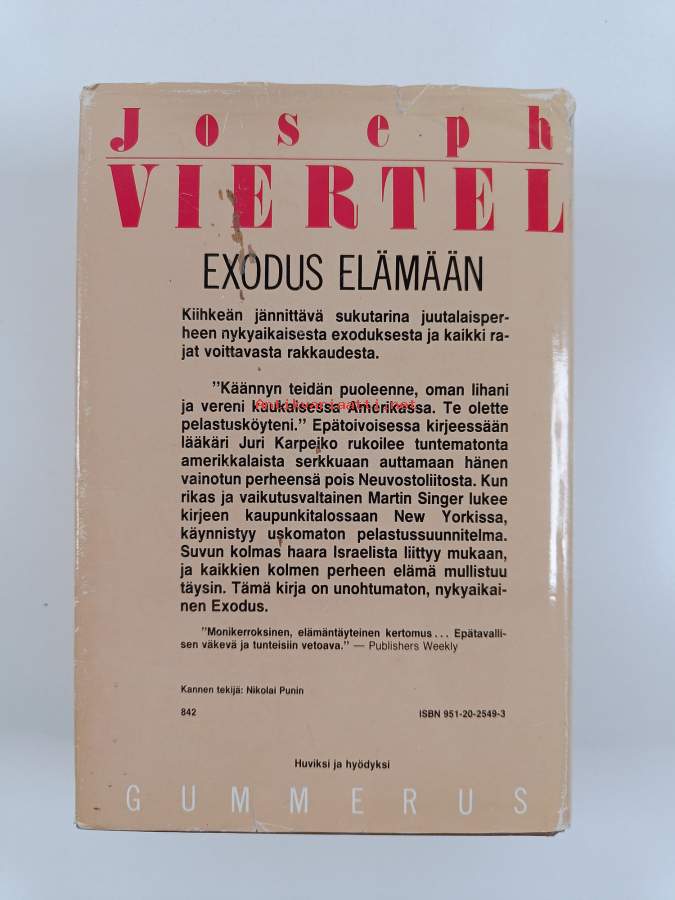 Joseph
VIERTEL
EXODUS ELÄMÄÄN
Kiihkeän jännittävä sukutarina juutalaisper-
heen nykyaikaisesta exoduksesta ja kaikki ra-
jat voittavasta rakkaudesta.
"Käännyn teidän puoleenne, oman lihani
Antikvariaatti.net
ja vereni kaukaisessa Amerikassa. Te olette
pelastusköyteni." Epätoivoisessa kirjeessään
lääkäri Juri Karpeiko rukoilee tuntematonta
amerikkalaista serkkuaan auttamaan hänen
vainotun perheensä pois Neuvostoliitosta. Kun
rikas ja vaikutusvaltainen Martin Singer lukee
kirjeen kaupunkitalossaan New Yorkissa,
käynnistyy uskomaton pelastussuunnitelma.
Suvun kolmas haara Israelista liittyy mukaan,
ja kaikkien kolmen perheen elämä mullistuu
täysin. Tämä kirja on unohtumaton, nykyaikai-
nen Exodus.
"Monikerroksinen, elämäntäyteinen kertomus... Epätavalli-
sen väkevä ja tunteisiin vetoava." — Publishers Weekly
Kannen tekijä: Nikolai Punin
842 ISBN 951-20-2549-3
Huviksi ja hyödyksi
GUMMERUS